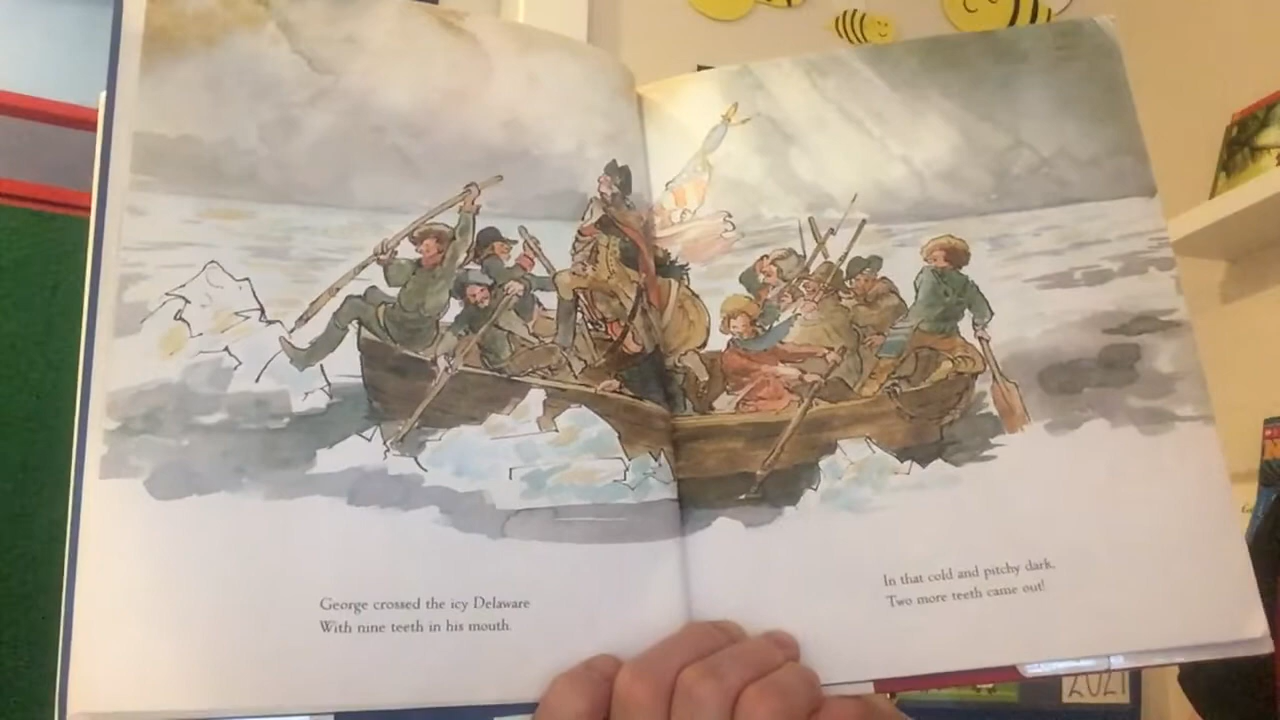 George crossed the icy Delaware
With nine teeth in his mouth.
In that cold and pitchy dark,
Two more teeth came out!
2021